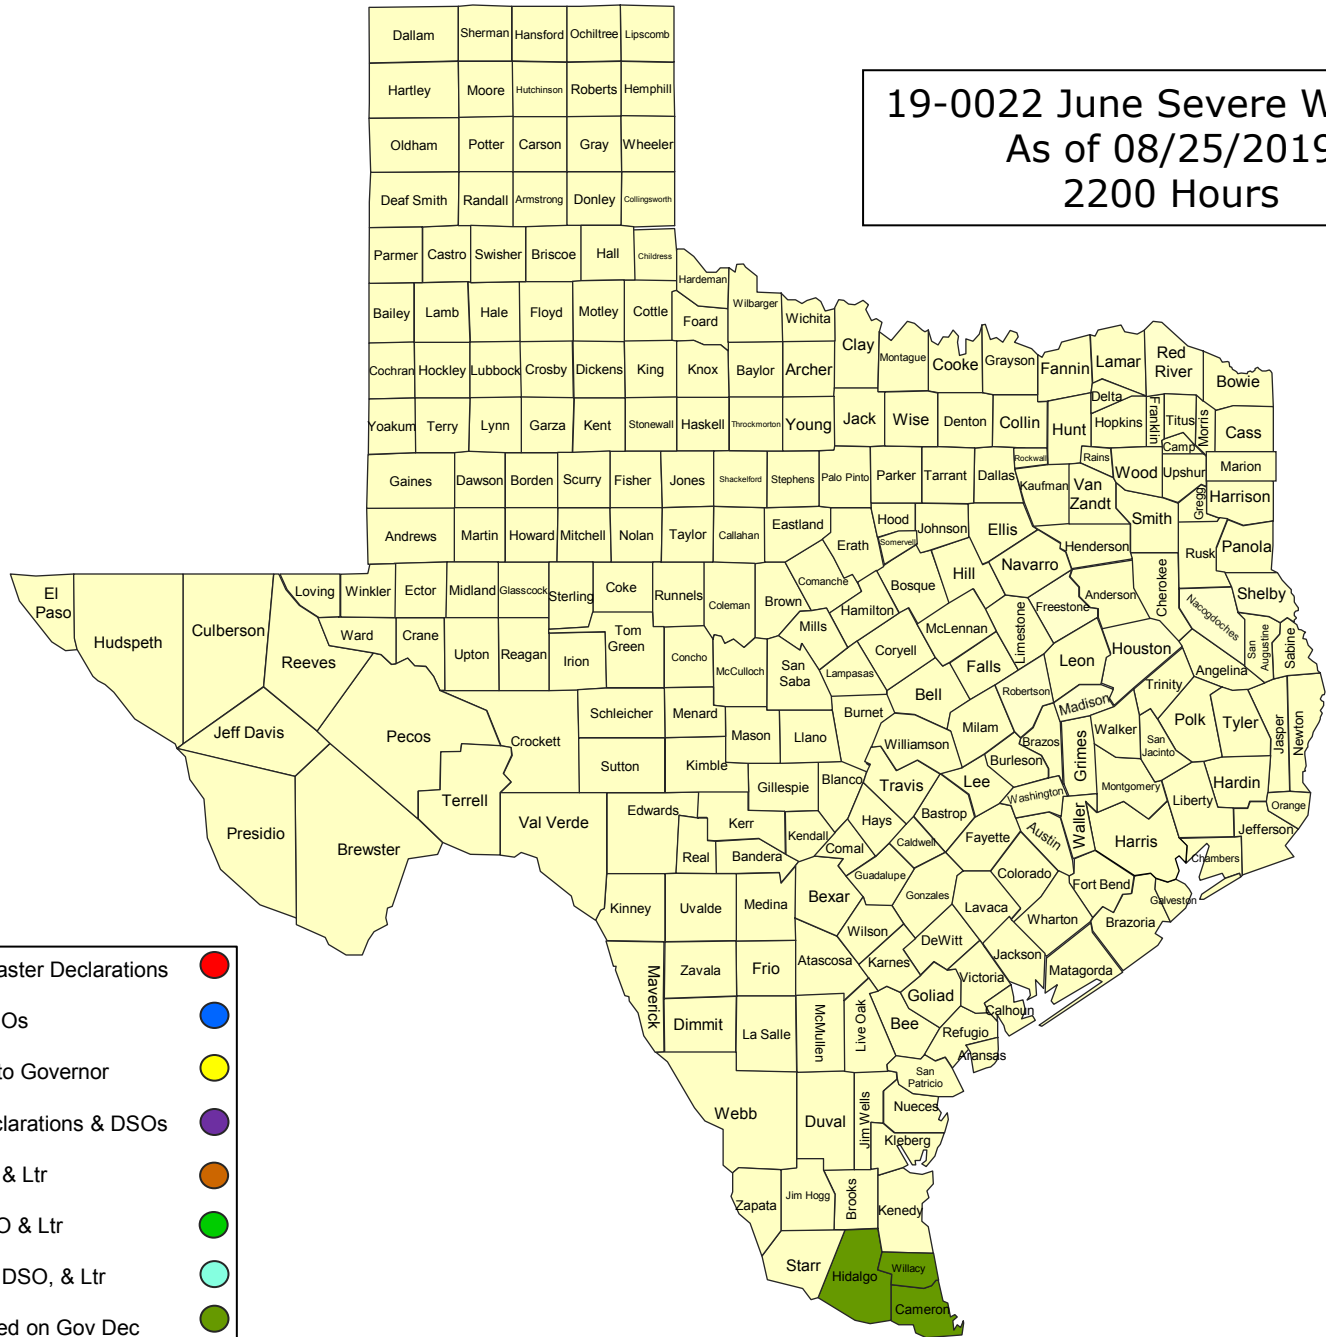 Dallam Sherman Hansford Ochiltree Lipscomb
Hartley Moore Hutchinson Roberts Hemphill
19-0022 June Severe W
As of 08/25/2019
2200 Hours
Oldham Potter Carson Gray Wheeler
Deaf Smith Randall Armstrong Donley Collingsworth
Parmer Castro Swisher Briscoe Hall Childress
Hardeman
Bailey Lamb Hale Floyd Motley Cottle Foard Wilbarger Wichita
Clay Montague Cooke Grayson Fannin Lamar Red River Bowie
Cochran Hockley Lubbock Crosby Dickens King Knox Baylor Archer
Delta
Yoakum Terry Lynn Garza Kent Stonewall Haskell Throckmorton Young Jack Wise Denton Collin Hunt Hopkins Franklin Titus Morris Cass
Camp
Gaines Dawson Borden Scurry Fisher Jones Shackelford Stephens Palo Pinto Parker Tarrant Dallas Rockwall Kaufman Rains Van Zandt Wood Upshur Marion
Gregg Harrison
Andrews Martin Howard Mitchell Nolan Taylor Callahan Eastland Erath Hood Somervell Johnson Ellis Henderson Smith Rusk Panola
El Paso Hudspeth Culberson Loving Winkler Ector Midland Glasscock Sterling Coke Runnels Coleman Brown Comanche Hamilton Bosque Hill Navarro Freestone Anderson Cherokee Nacogdoches Shelby
Reeves Ward Crane Upton Reagan Irion Tom Green Concho McCulloch San Saba Mills Lampasas Coryell McLennan Limestone Falls Leon Houston Angelina San Augustine Sabine
Jeff Davis Pecos Crockett Schleicher Menard Mason Llano Burnet Bell Milam Robertson Madison Trinity Walker San Jacinto Polk Tyler Jasper Newton
Terrell Sutton Kimble Gillespie Blanco Williamson Travis Lee Burleson Brazos Grimes Washington Montgomery Liberty Hardin Orange
Presidio Brewster Val Verde Edwards Kerr Real Bandera Kendall Comal Hays Caldwell Bastrop Fayette Austin Waller Harris Jefferson Chambers
Kinney Uvalde Medina Bexar Guadalupe Gonzales Lavaca Colorado Wharton Fort Bend Brazoria Galveston
Maverick Zavala Frio Atascosa Wilson Karnes DeWitt Jackson Matagorda
Dimmit La Salle McMullen Live Oak Bee Goliad Victoria Calhoun Refugio Aransas
Webb Duval Jim Wells San Patricio Nueces Kleberg
Zapata Jim Hogg Brooks Kenedy
Starr Hidalgo Willacy
Cameron
aster Declarations
Os
to Governor
clarations & DSOs
& Ltr
O & Ltr
DSO, & Ltr
ed on Gov Dec